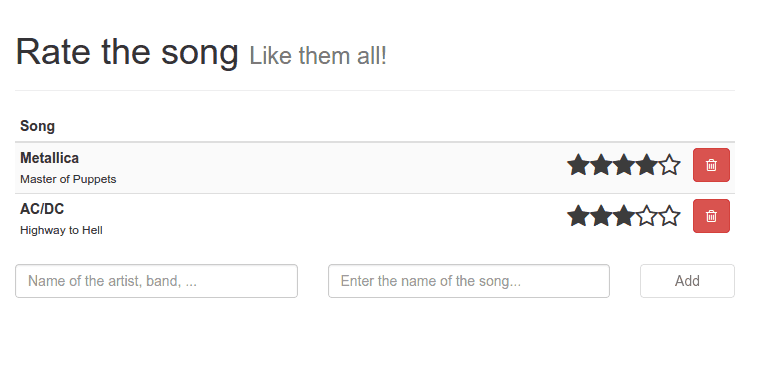 Rate the song Like them all!
Song
Metallica
Master of Puppets
AC/DC
Highway to Hell
Name of the artist, band, ... Enter the name of the song... Add